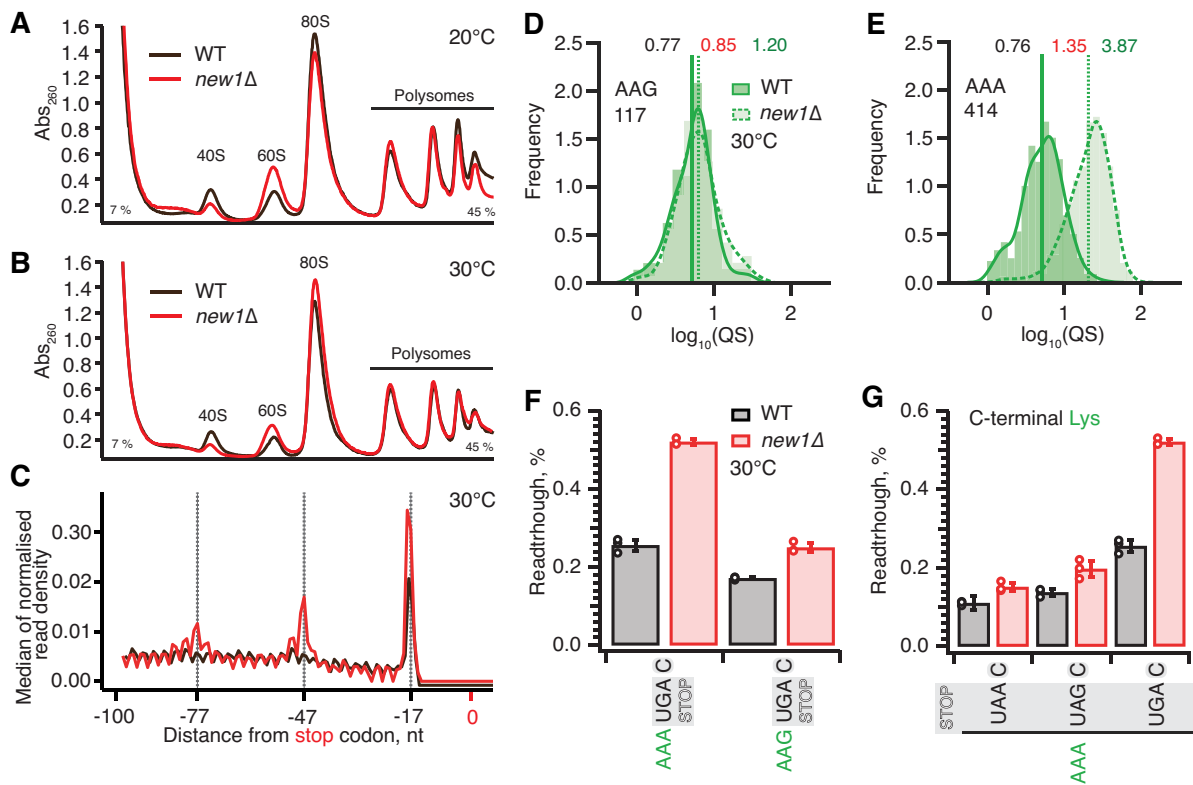 A
1.6
1.4
1.2
1.0
0.8
0.6
0.4
0.2
Abs260
WT
new1Δ
20°C
80S
40S
60S
Polysomes
7 %
45 %
B
1.6
1.4
1.2
1.0
0.8
0.6
0.4
0.2
Abs260
WT
new1Δ
30°C
80S
40S
60S
Polysomes
7 %
45 %
C
30°C
Median of normalised
read density
0.30
0.02
0.01
0.00
-100
-77
-47
-17
0
Distance from stop codon, nt
D
0.77
0.85
1.20
2.5
2.0
1.5
1.0
0.5
0.0
Frequency
AAG
117
WT
new1Δ
30°C
0
1
2
log10(QS)
E
0.76
1.35
3.87
2.5
2.0
1.5
1.0
0.5
0.0
Frequency
AAA
414
0
1
2
log10(QS)
F
0.6
0.4
0.2
0.0
Readtrhough, %
WT
new1Δ
30°C
AAA UGA C
STOP
AAG UGA C
STOP
G
0.6
0.4
0.2
0.0
Readtrhough, %
C-terminal Lys
STOP
UAA C
UAG C
UGA C
AAA